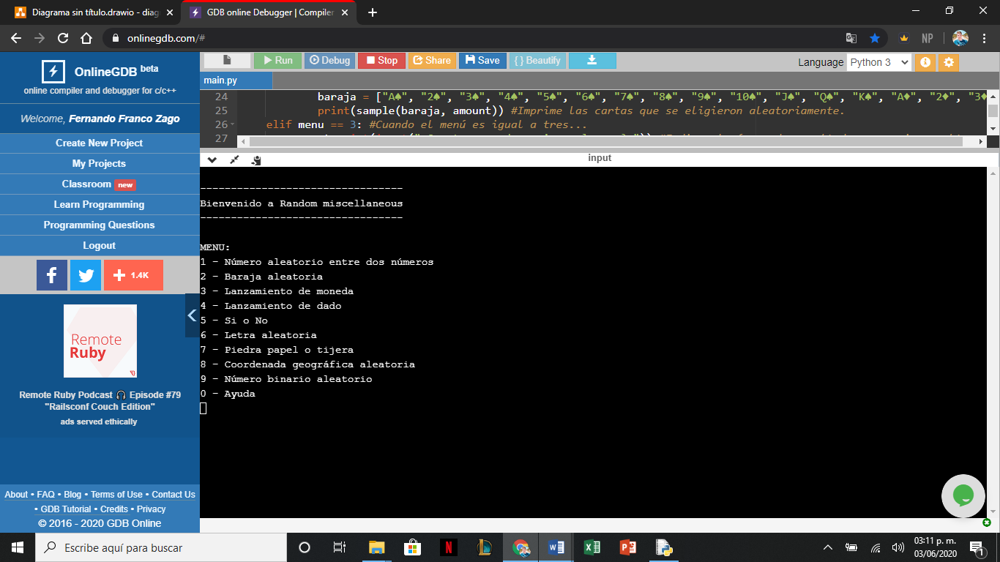 Diagrama sin título.drawio - diag
GDB online Debugger | Compiler
onlinegdb.com/#
NP
OnlineGDB beta
online compiler and debugger for c/c++
Welcome, Fernando Franco Zago
Create New Project
My Projects
Classroom new
Learn Programming
Programming Questions
Logout
1.4K
Remote
Ruby
Remote Ruby Podcast 🎧 Episode #79
"Railsconf Couch Edition"
ads served ethically
About • FAQ • Blog • Terms of Use • Contact Us
• GDB Tutorial • Credits • Privacy
© 2016 - 2020 GDB Online
Run Debug Stop Share Save { } Beautify
Language Python 3
main.py
24 baraja = ["A♠", "2♠", "3♠", "4♠", "5♠", "6♠", "7♠", "8♠", "9♠", "10♠", "J♠", "Q♠", "K♠", "A♦", "2♦", "3♦
25 print(sample(baraja, amount)) #Imprime las cartas que se eligieron aleatoriamente.
26 elif menu == 3: #Cuando el menú es igual a tres...
27
input
---------------------------------
Bienvenido a Random miscellaneous
---------------------------------
MENU:
1 - Número aleatorio entre dos números
2 - Baraja aleatoria
3 - Lanzamiento de moneda
4 - Lanzamiento de dado
5 - Si o No
6 - Letra aleatoria
7 - Piedra papel o tijera
8 - Coordenada geográfica aleatoria
9 - Número binario aleatorio
0 - Ayuda
Escribe aquí para buscar
03:11 p. m.
03/06/2020
1